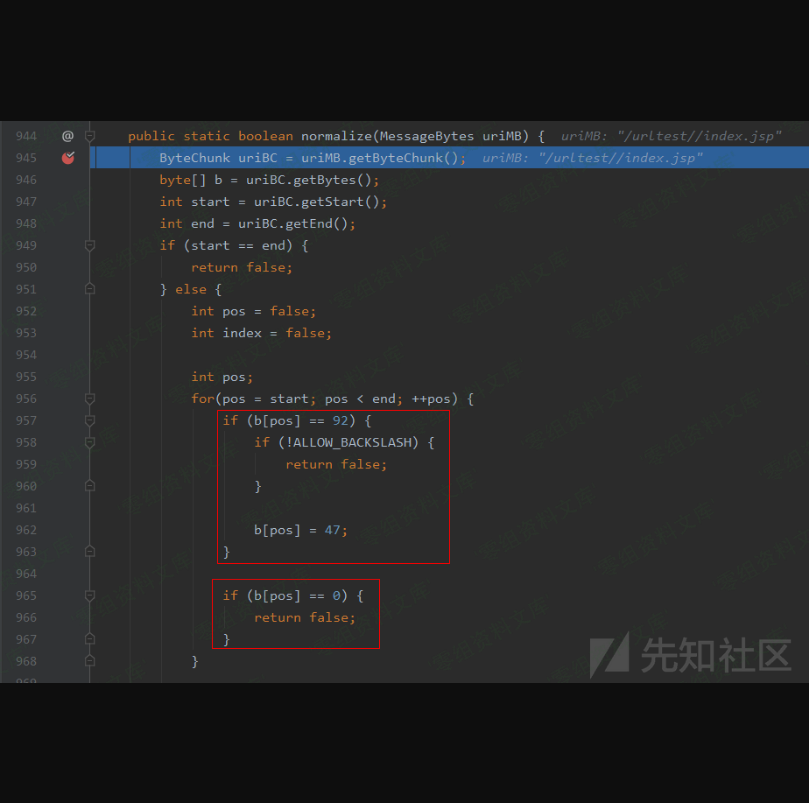 944 @ public static boolean normalize(MessageBytes uriMB) { uriMB: "/urltest//index.jsp"
945 ByteChunk uriBC = uriMB.getByteChunk(); uriMB: "/urltest//index.jsp"
946 byte[] b = uriBC.getBytes();
947 int start = uriBC.getStart();
948 int end = uriBC.getEnd();
949 if (start == end) {
950 return false;
951 } else {
952 int pos = false;
953 int index = false;
954
955 int pos;
956 for(pos = start; pos < end; ++pos) {
957 if (b[pos] == 92) {
958 if (!ALLOW_BACKSLASH) {
959 return false;
960 }
961
962 b[pos] = 47;
963 }
964
965 if (b[pos] == 0) {
966 return false;
967 }
968 }
先知社区